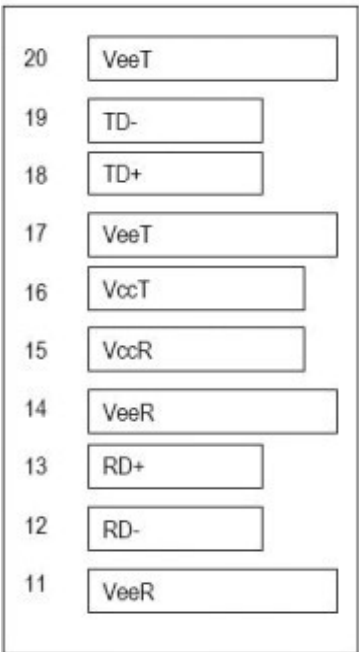 20 VeeT
19 TD-
18 TD+
17 VeeT
16 VccT
15 VccR
14 VeeR
13 RD+
12 RD-
11 VeeR